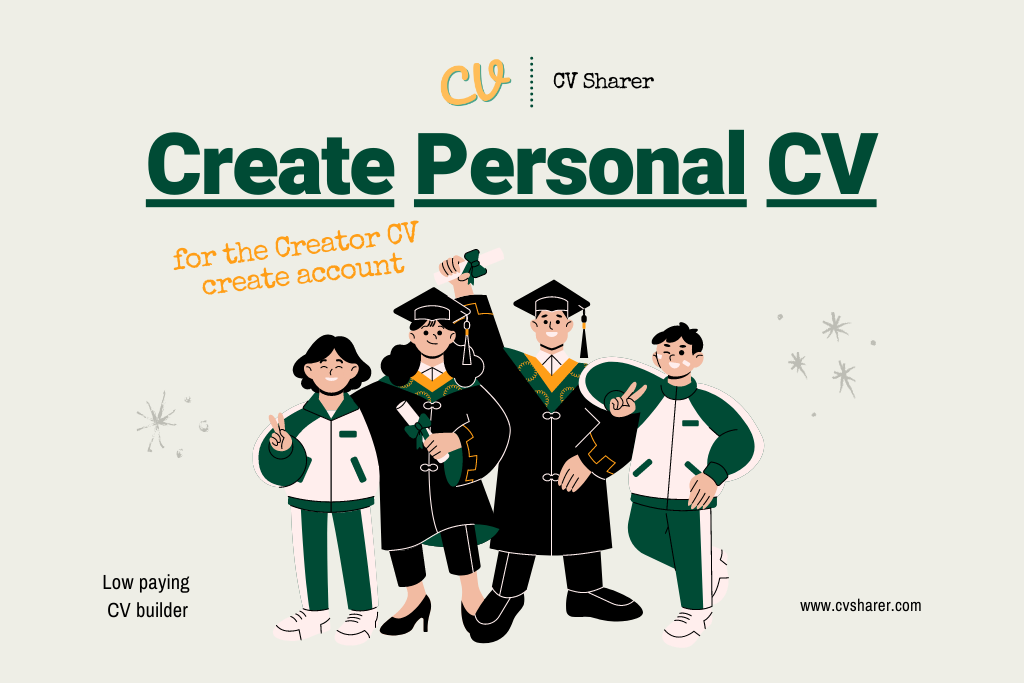 CV
CV Sharer
Create Personal CV
for the Creator CV
create account
Low paying
CV builder
www.cvsharer.com